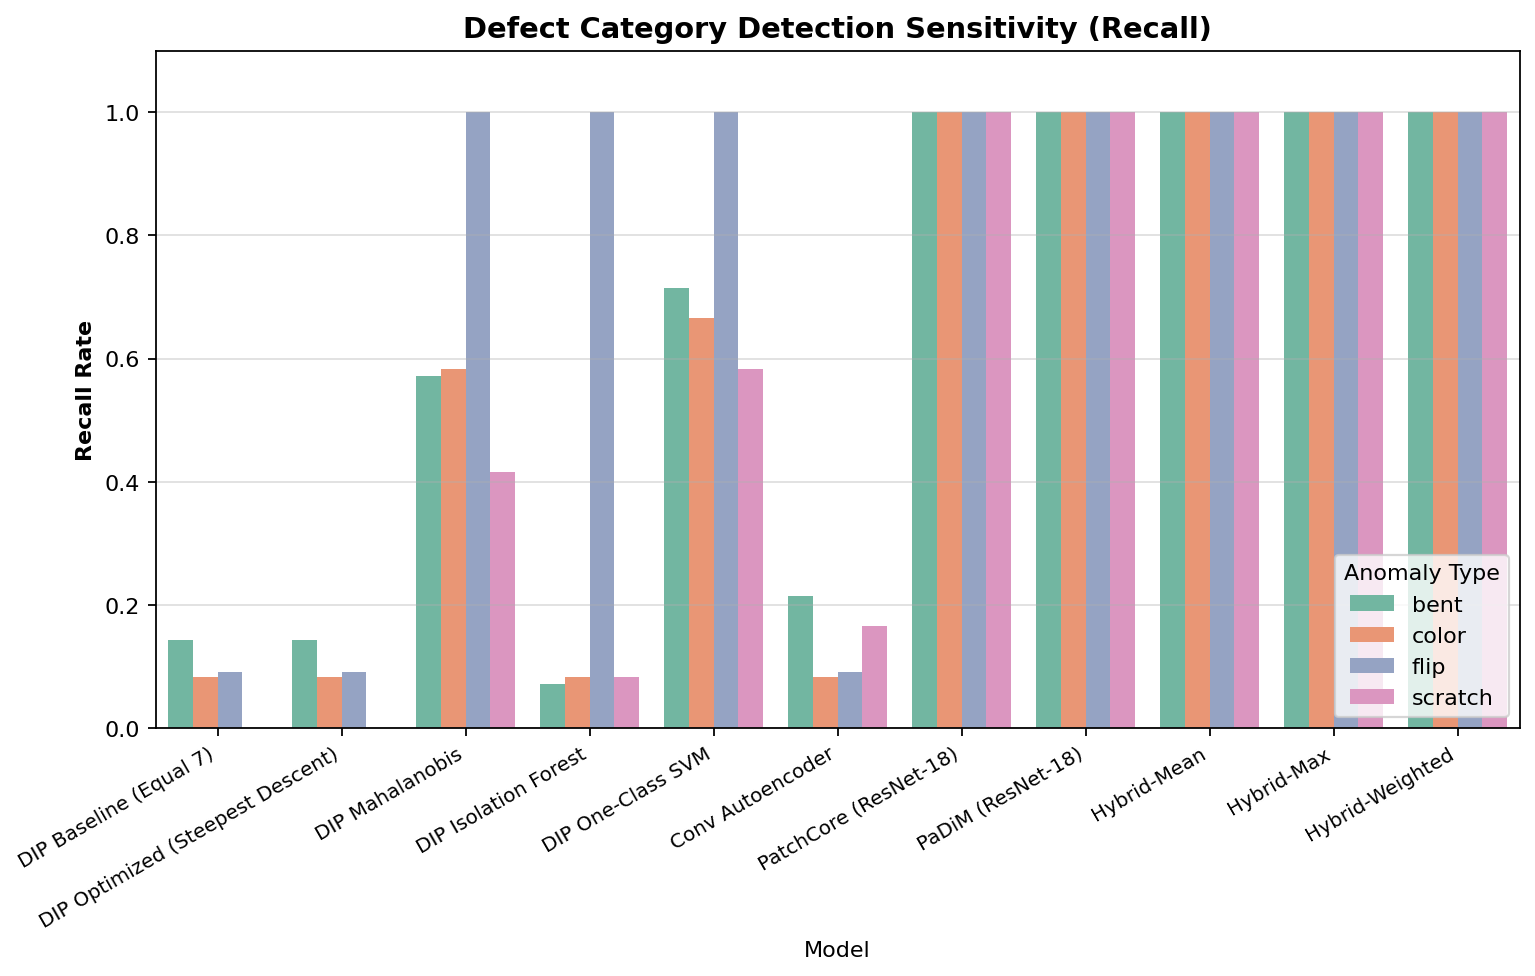 Defect Category Detection Sensitivity (Recall)
Recall Rate
1.0
0.8
0.6
0.4
0.2
0.0
Anomaly Type
bent
color
flip
scratch
DIP Baseline (Equal 7)
DIP Optimized (Steepest Descent)
DIP Mahalanobis
DIP Isolation Forest
DIP One-Class SVM
Conv Autoencoder
PatchCore (ResNet-18)
PaDiM (ResNet-18)
Hybrid-Mean
Hybrid-Max
Hybrid-Weighted
Model